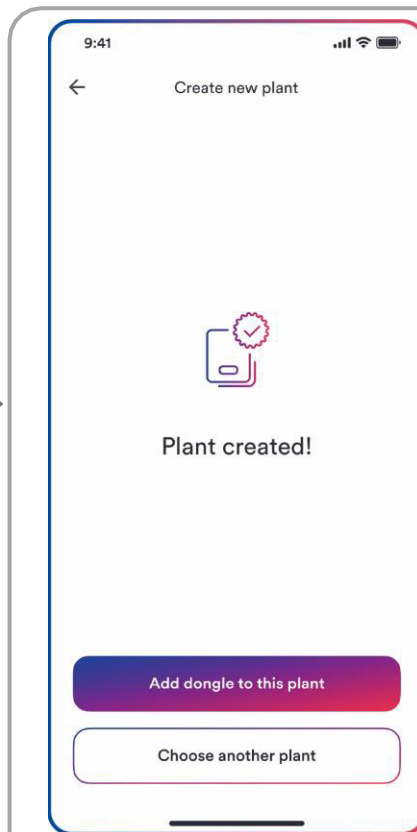 9:41
Create new plant
Plant created!
Add dongle to this plant
Choose another plant